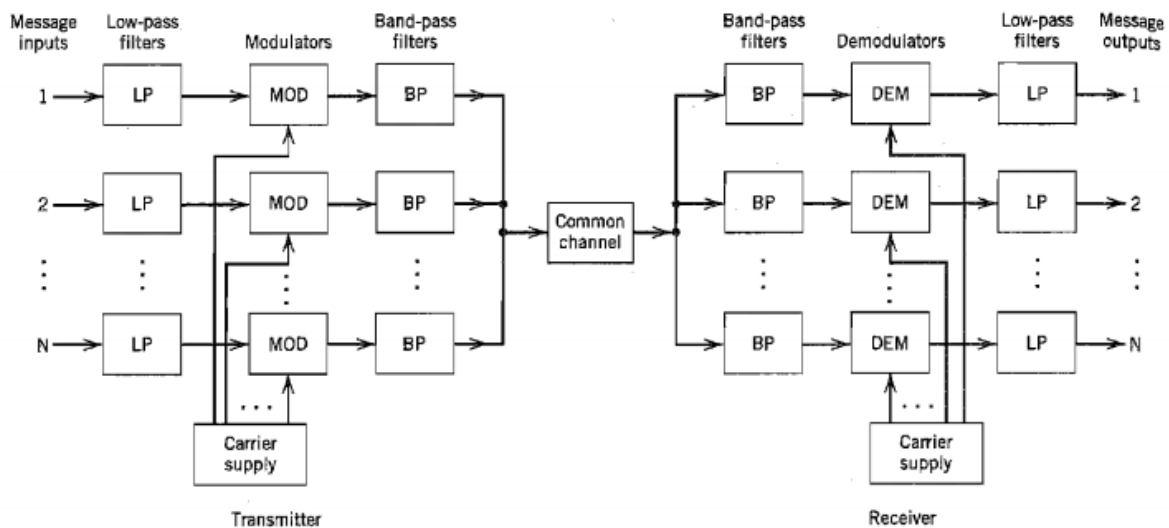 Message inputs
Low-pass filters
Modulators
Band-pass filters
Band-pass filters
Demodulators
Low-pass filters
Message outputs
1 LP MOD BP BP DEM LP 1
2 LP MOD BP Common channel BP DEM LP 2
N LP MOD BP BP DEM LP N
Carrier supply
Carrier supply
Transmitter
Receiver